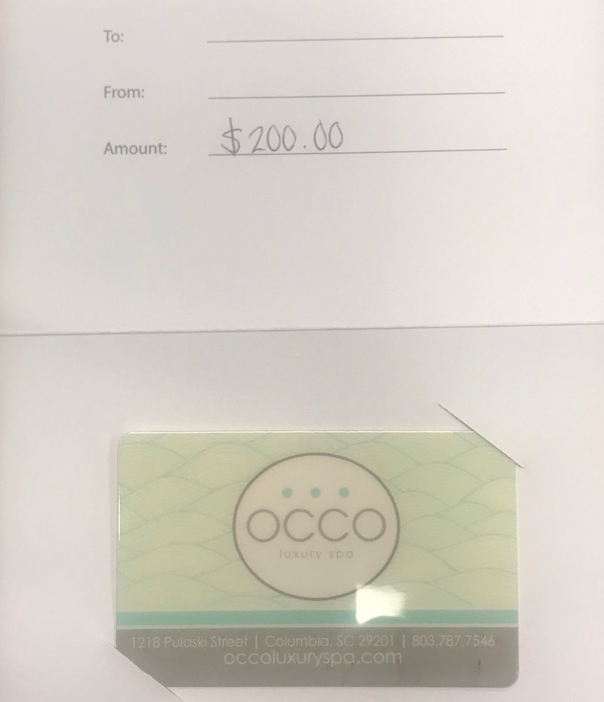 To:
From:
Amount: $200.00
OCCO
luxury spa
1218 Pulaski Street | Columbia, SC 29201 | 803.787.7546
occoluxuryspa.com